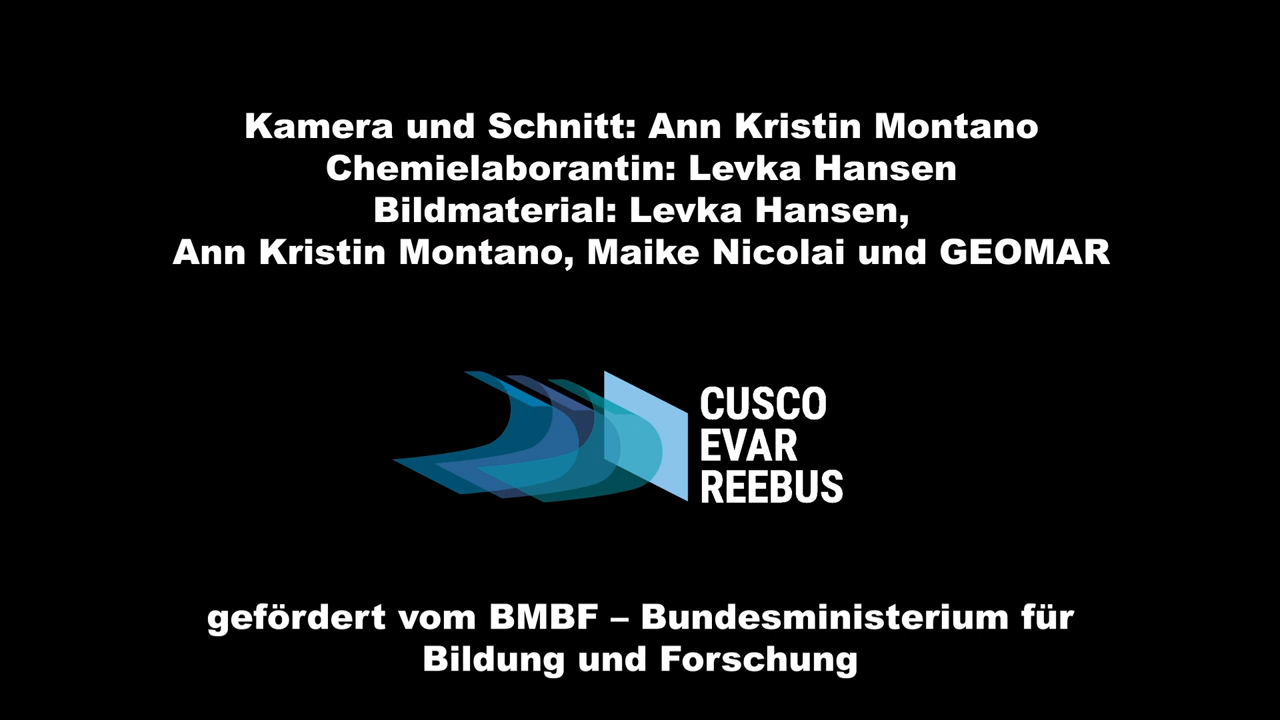 Kamera und Schnitt: Ann Kristin Montano
Chemielaborantin: Levka Hansen
Bildmaterial: Levka Hansen,
Ann Kristin Montano, Maike Nicolai und GEOMAR
CUSCO
EVAR
REEBUS
gefördert vom BMBF – Bundesministerium für
Bildung und Forschung